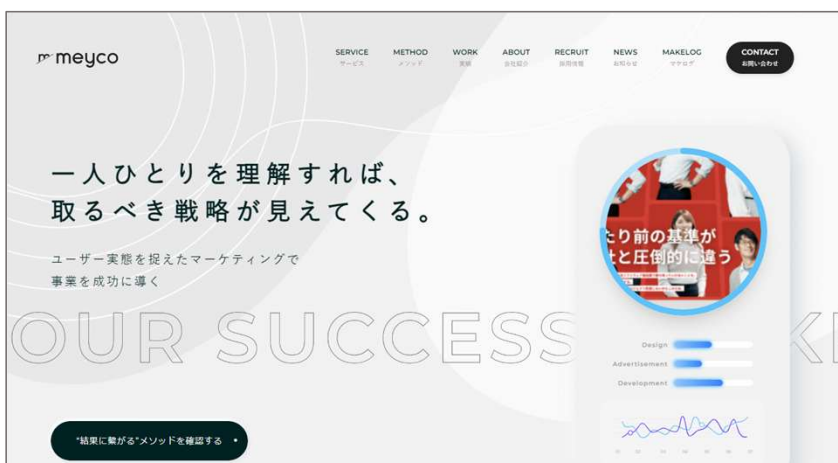 meyco
SERVICE
サービス
METHOD
メソッド
WORK
実績
ABOUT
会社紹介
RECRUIT
採用情報
NEWS
お知らせ
MAKELOG
マケログ
CONTACT
お問い合わせ
一人ひとりを理解すれば、
取るべき戦略が見えてくる。
ユーザー実態を捉えたマーケティングで
事業を成功に導く
OUR SUCCESS
たり前の基準が
社と圧倒的に違う
Design
Advertisement
Development
"結果に繋がる"メソッドを確認する